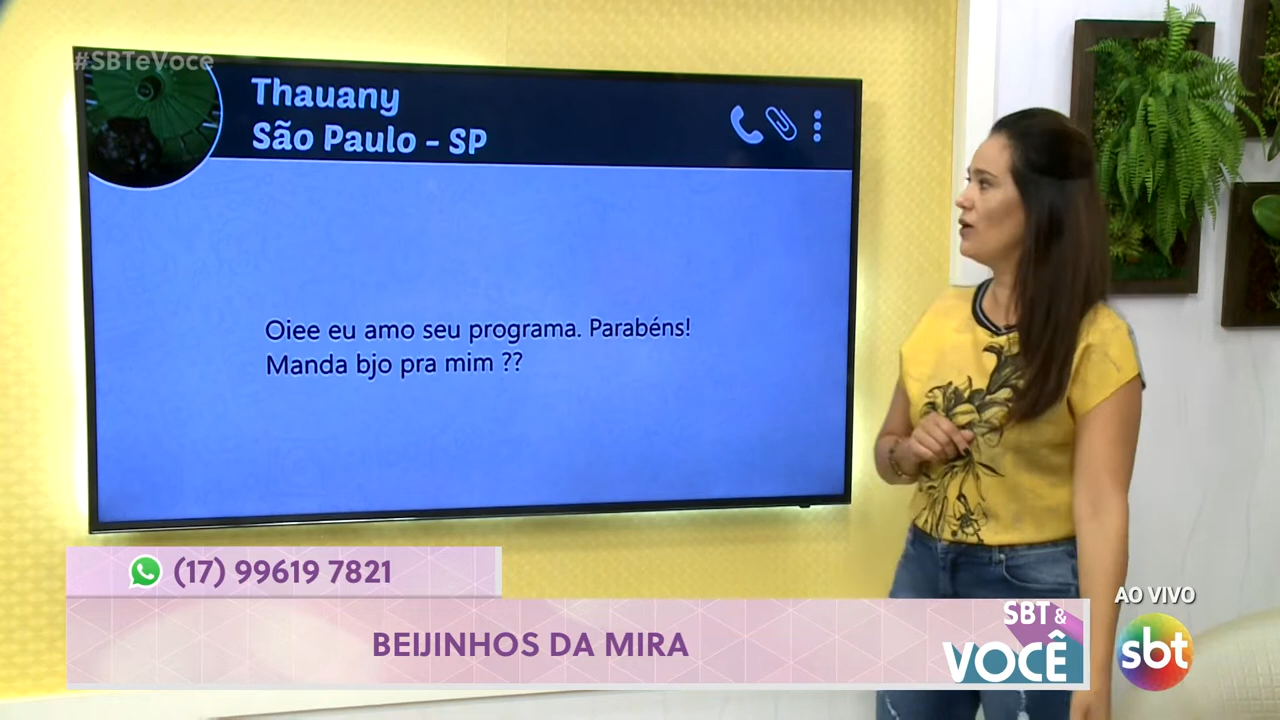 #SBTeVoce
Thauany
São Paulo - SP
Oiee eu amo seu programa. Parabéns!
Manda bjo pra mim ??
(17) 99619 7821
BEIJINHOS DA MIRA
SBT &
VOCÊ
AO VIVO
sbt